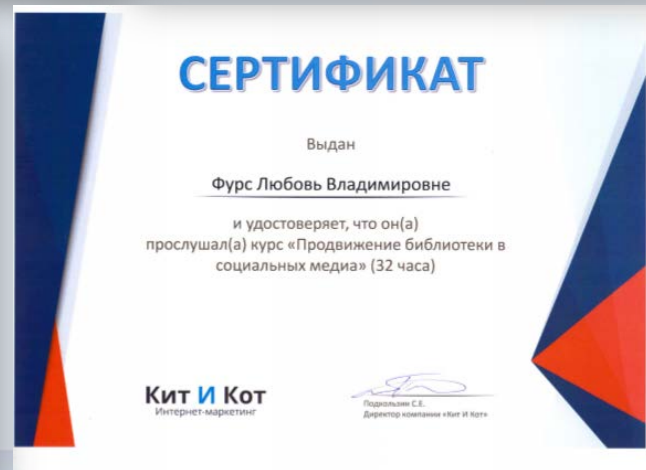 СЕРТИФИКАТ
Выдан
Фурс Любовь Владимировне
и удостоверяет, что он(а)
прослушал(а) курс «Продвижение библиотеки в
социальных медиа» (32 часа)
Кит И Кот
Интернет-маркетинг
Подкользин С.Е.
Директор компании «Кит И Кот»